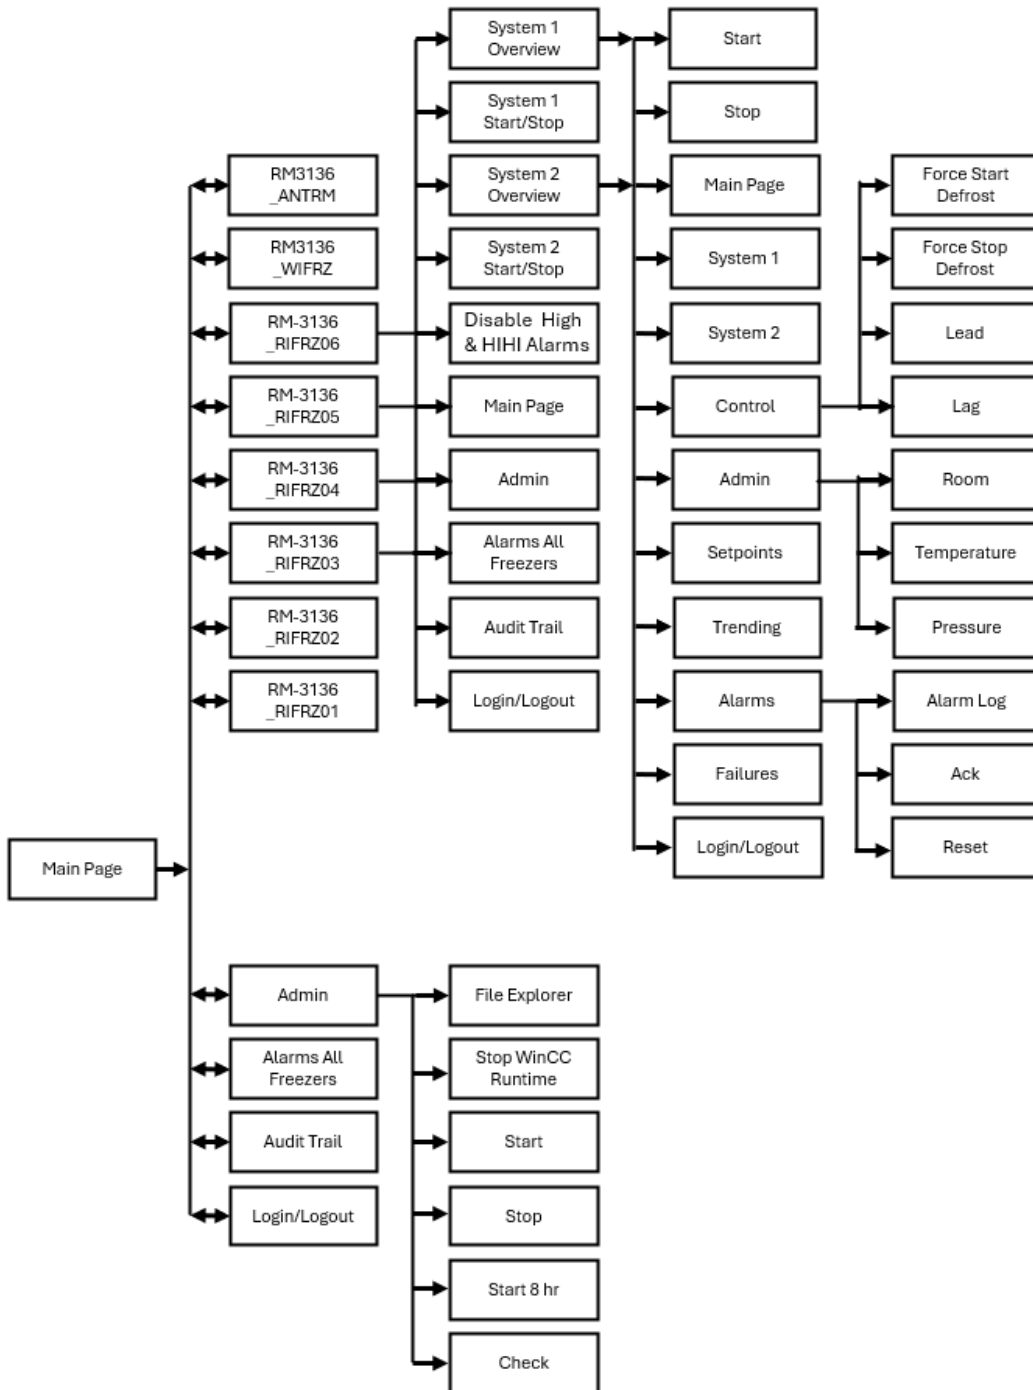 System 1
Overview
Start
System 1
Start/Stop
Stop
RM3136
_ANTRM
System 2
Overview
Main Page
Force Start
Defrost
RM3136
_WIFRZ
System 2
Start/Stop
System 1
Force Stop
Defrost
RM-3136
_RIFRZ06
Disable High
& HIHI Alarms
System 2
Lead
RM-3136
_RIFRZ05
Main Page
Control
Lag
RM-3136
_RIFRZ04
Admin
Admin
Room
RM-3136
_RIFRZ03
Alarms All
Freezers
Setpoints
Temperature
RM-3136
_RIFRZ02
Audit Trail
Trending
Pressure
RM-3136
_RIFRZ01
Login/Logout
Alarms
Alarm Log
Failures
Ack
Main Page
Login/Logout
Reset
Admin
File Explorer
Alarms All
Freezers
Stop WinCC
Runtime
Audit Trail
Start
Login/Logout
Stop
Start 8 hr
Check